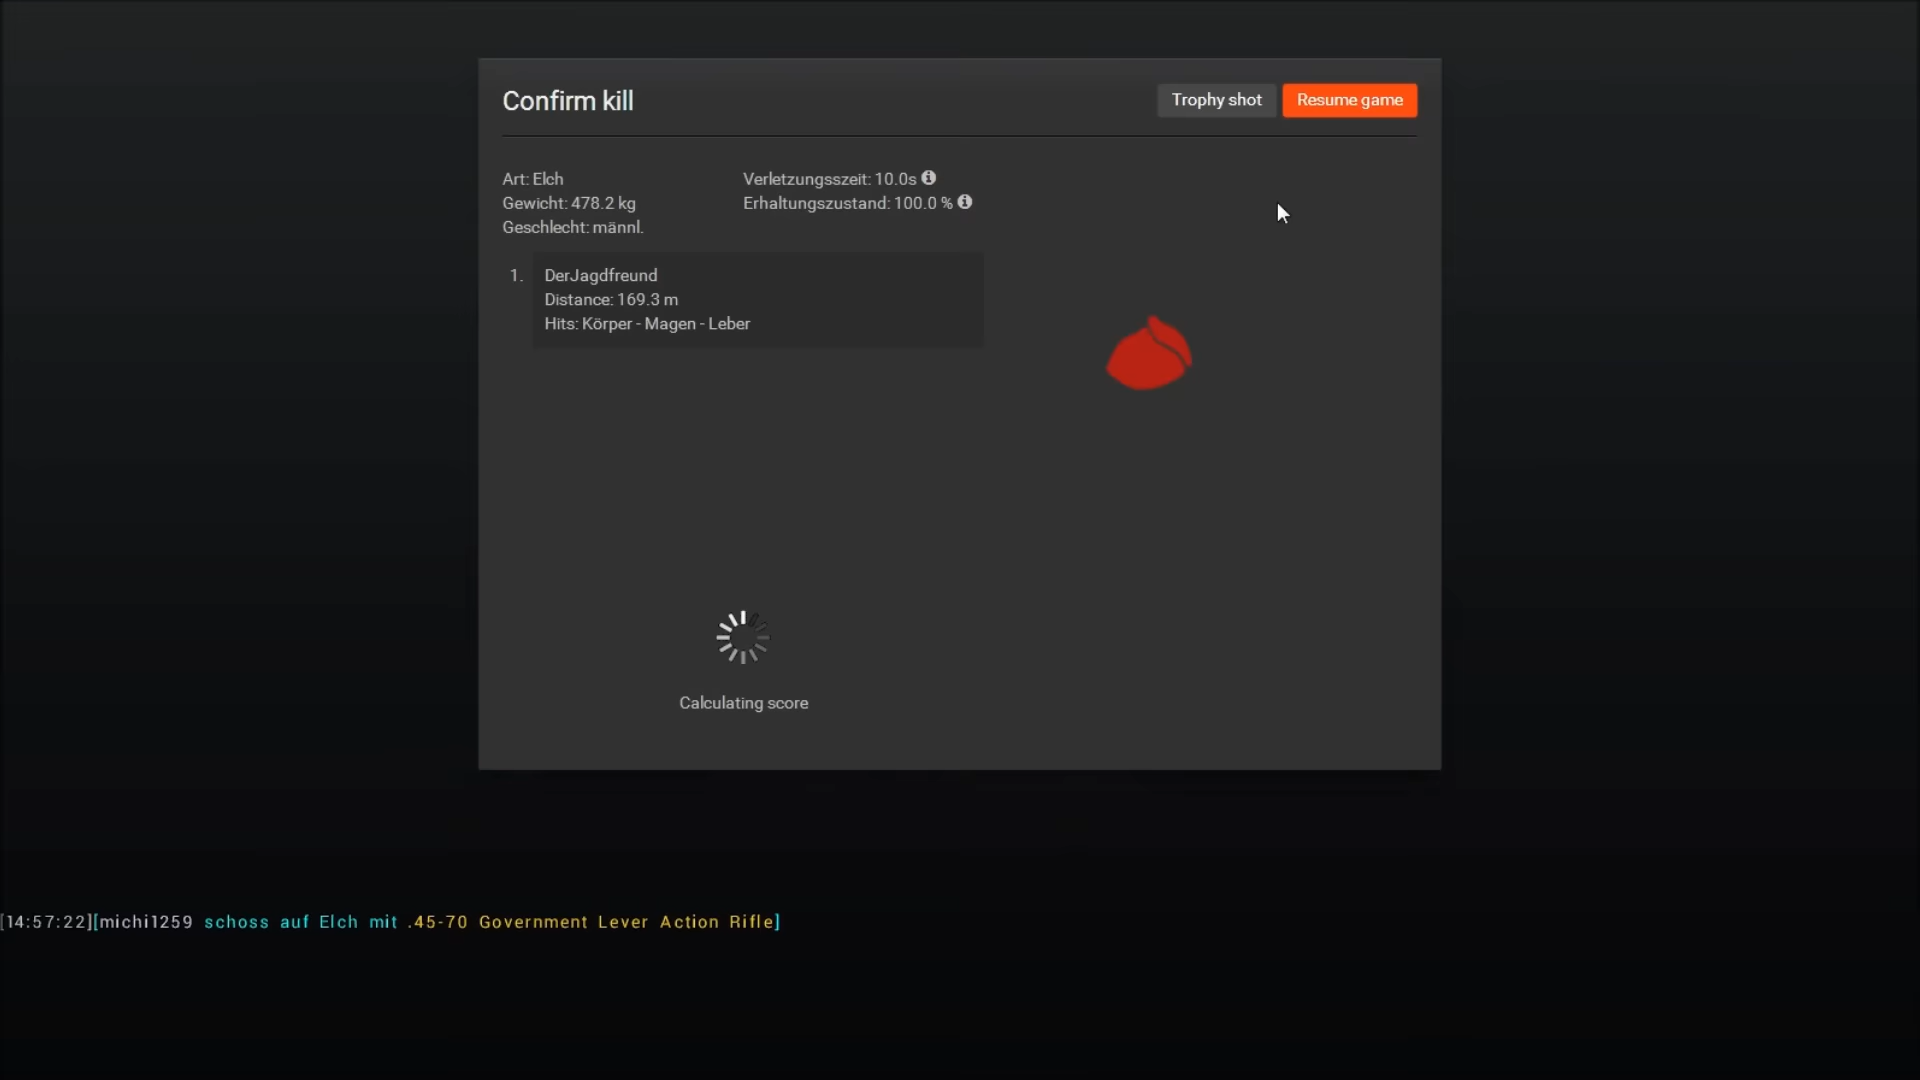 Confirm kill
Trophy shot
Resume game
Art: Elch
Gewicht: 478.2 kg
Geschlecht: männl.
Verletzungsszeit: 10.0s
Erhaltungszustand: 100.0 %
1. DerJagdfreund
Distance: 169.3 m
Hits: Körper - Magen - Leber
Calculating score
[14:57:22][michi1259 schoss auf Elch mit .45-70 Government Lever Action Rifle]